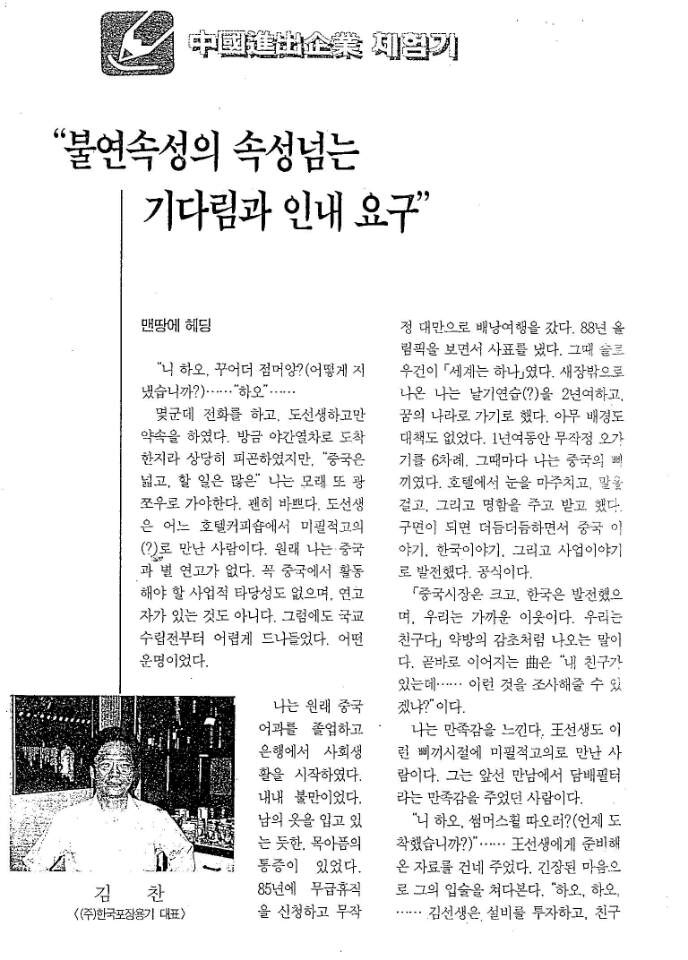 中國進出企業 체험기
“불연속성의 속성넘는
기다림과 인내 요구”
맨땅에 헤딩
“니 하오, 꾸어더 점머양?(어떻게 지
냈습니까?)……“하오”……
몇군데 전화를 하고, 도선생하고만
약속을 하였다. 방금 야간열차로 도착
한지라 상당히 피곤하였지만, “중국은
넓고, 할 일은 많은” 나는 모래 또 광
쪼우로 가야한다. 괜히 바쁘다. 도선생
은 어느 호텔커피숍에서 미필적고의
(?)로 만난 사람이다. 원래 나는 중국
과 별 연고가 없다. 꼭 중국에서 활동
해야 할 사업적 타당성도 없으며, 연고
자가 있는 것도 아니다. 그럼에도 국교
수립전부터 어렵게 드나들었다. 어떤
운명이었다.
나는 원래 중국
어과를 졸업하고
은행에서 사회생
활을 시작하였다.
내내 불만이었다.
남의 옷을 입고 있
는 듯한, 목아픔의
통증이 있었다.
85년에 무급휴직
을 신청하고 무작
김 찬
〈(주)한국포장용기 대표〉
정 대만으로 배낭여행을 갔다. 88년 올
림픽을 보면서 사표를 냈다. 그때 슬로
우건이 「세계는 하나」였다. 새장밖으로
나온 나는 날기연습(?)을 2년여하고,
꿈의 나라로 가기로 했다. 아무 배경도
대책도 없었다. 1년여동안 무작정 오가
기를 6차례. 그때마다 나는 중국의 삐
끼였다. 호텔에서 눈을 마주치고, 말을
걸고, 그리고 명함을 주고 받고 했다.
구면이 되면 더듬더듬하면서 중국 이
야기, 한국이야기, 그리고 사업이야기
로 발전했다. 공식이다.
「중국시장은 크고, 한국은 발전했으
며, 우리는 가까운 이웃이다. 우리는
친구다」 약방의 감초처럼 나오는 말이
다. 곧바로 이어지는 曲은 “내 친구가
있는데…… 이런 것을 조사해줄 수 있
겠나?”이다.
나는 만족감을 느낀다. 王선생도 이
런 삐끼시절에 미필적고의로 만난 사
람이다. 그는 앞선 만남에서 담배필터
라는 만족감을 주었던 사람이다.
“니 하오, 썸머스휠 따오러?(언제 도
착했습니까?)”…… 王선생에게 준비해
온 자료를 건네 주었다. 긴장된 마음으
로 그의 입술을 쳐다본다. “하오, 하오,
…… 김선생은 설비를 투자하고, 친구